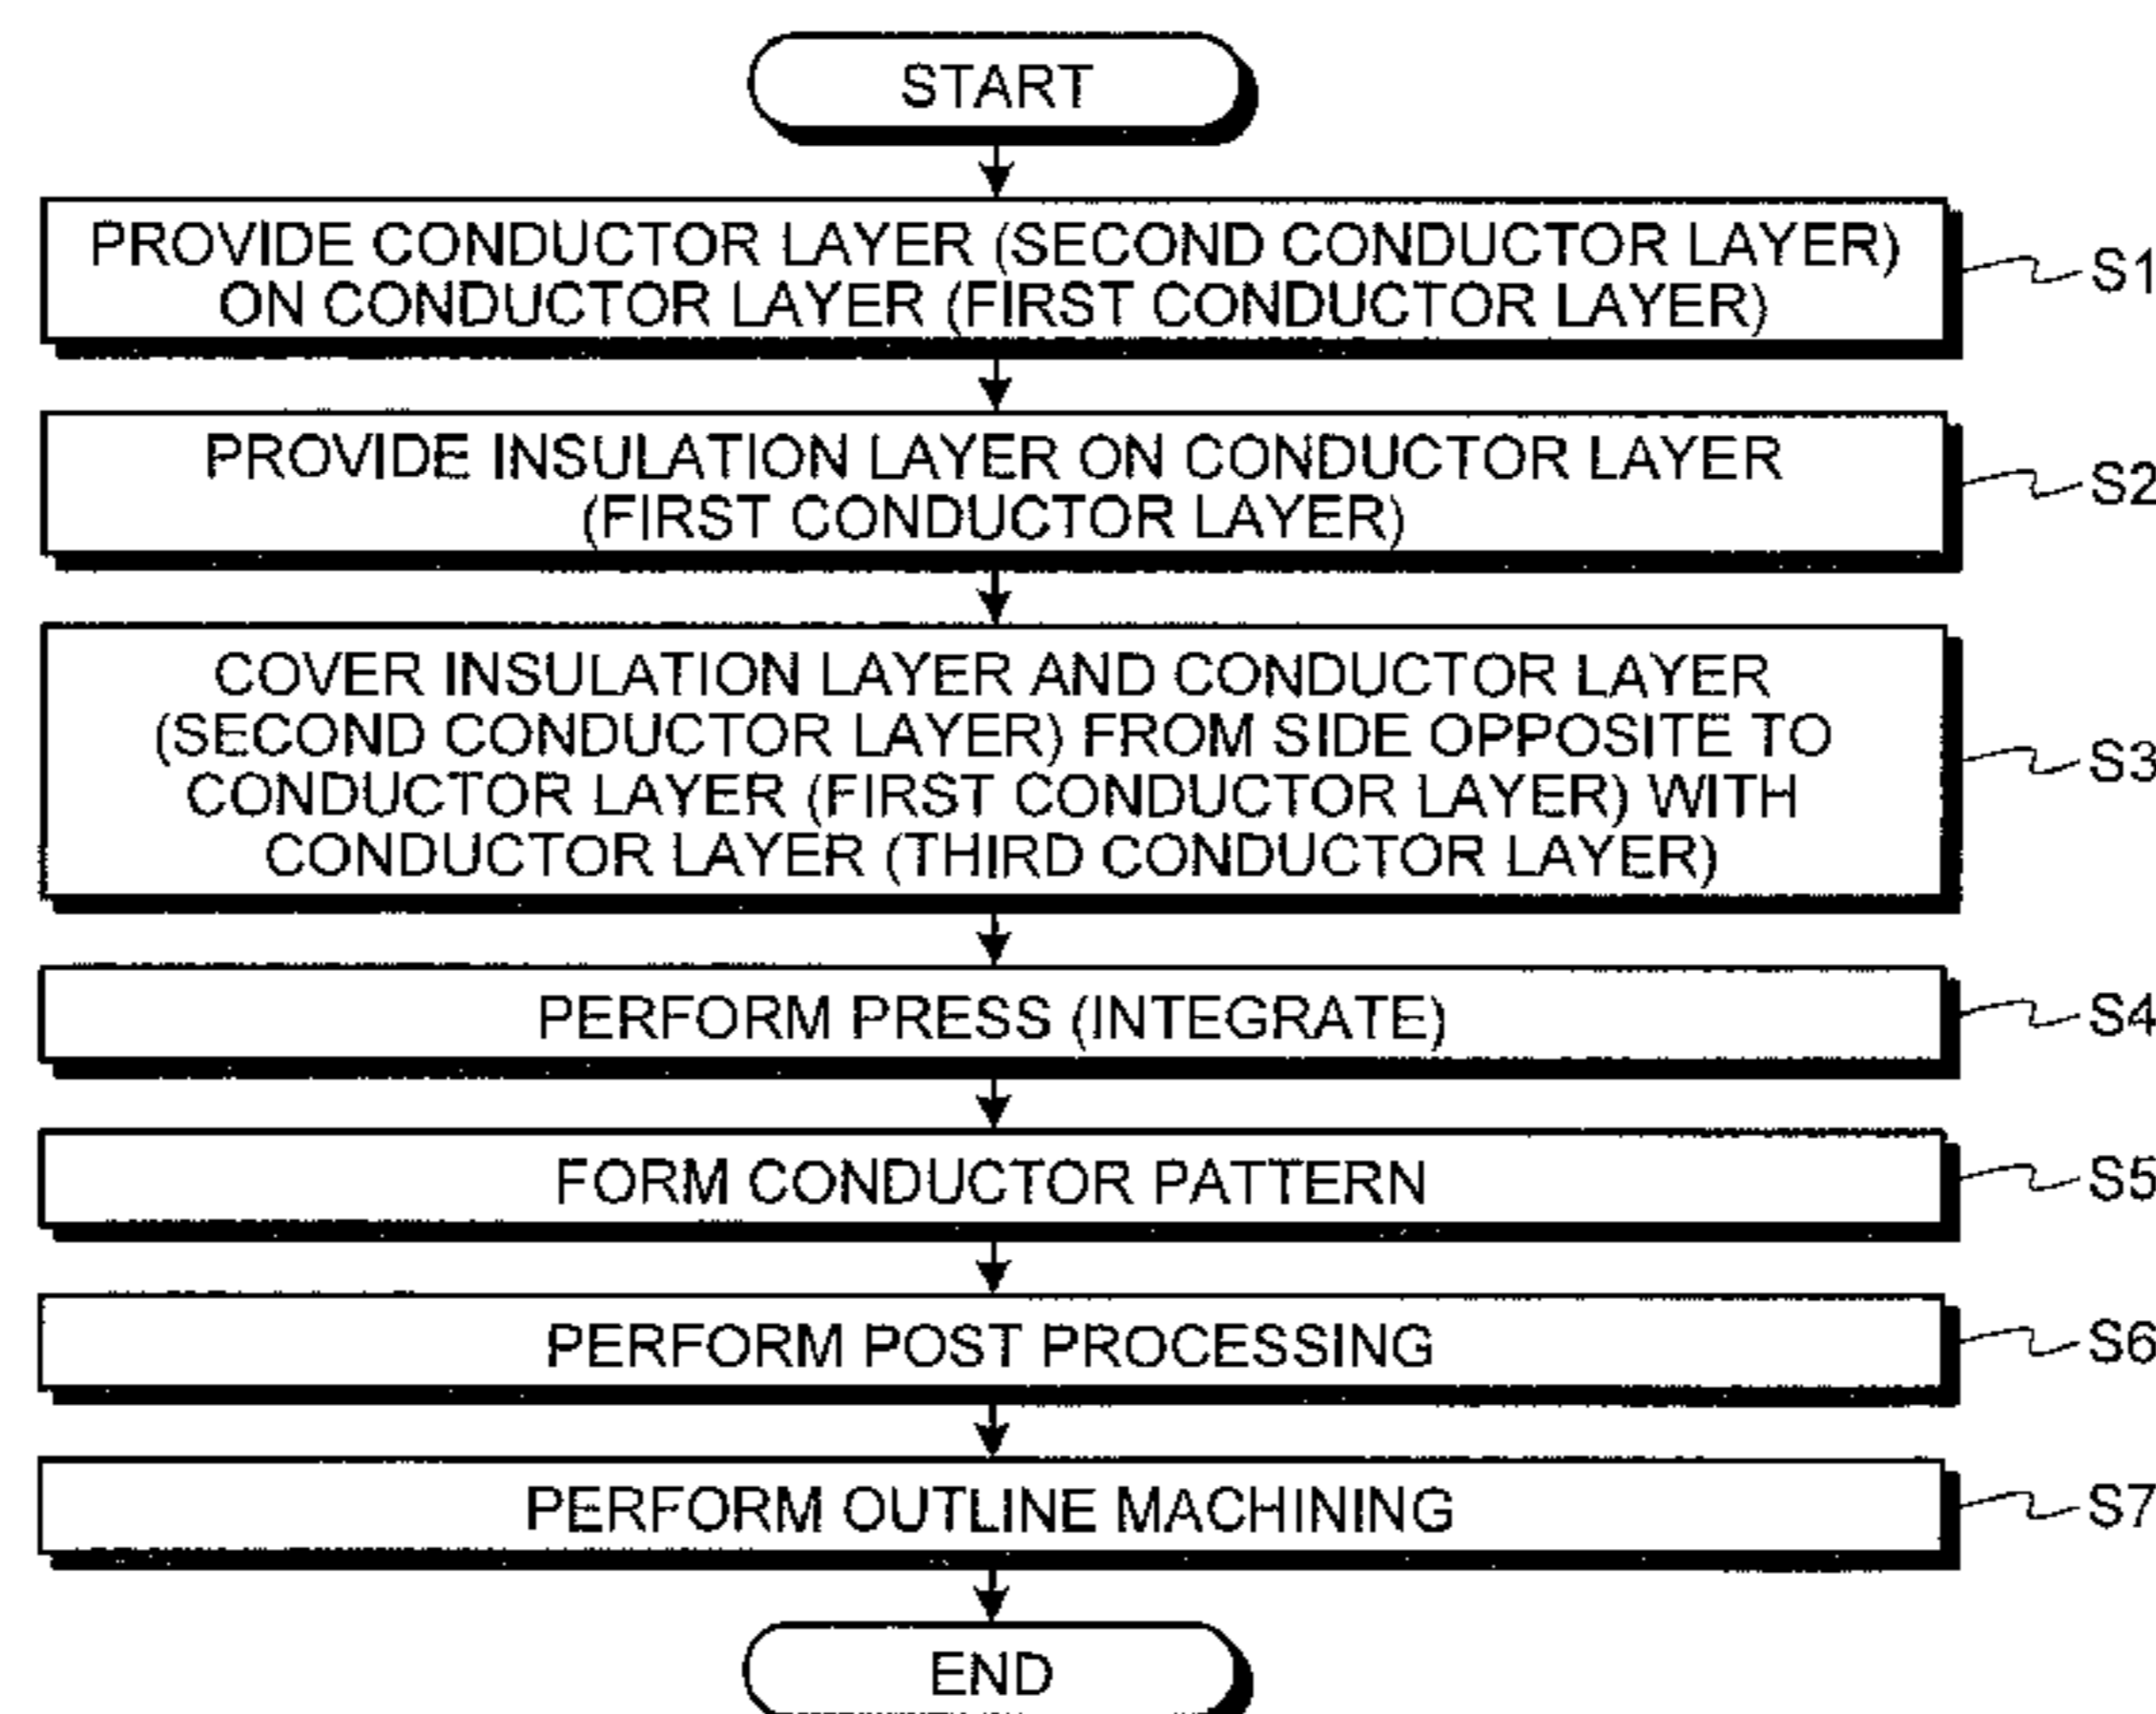 START
PROVIDE CONDUCTOR LAYER (SECOND CONDUCTOR LAYER)
ON CONDUCTOR LAYER (FIRST CONDUCTOR LAYER)
S1
PROVIDE INSULATION LAYER ON CONDUCTOR LAYER
(FIRST CONDUCTOR LAYER)
S2
COVER INSULATION LAYER AND CONDUCTOR LAYER
(SECOND CONDUCTOR LAYER) FROM SIDE OPPOSITE TO
CONDUCTOR LAYER (FIRST CONDUCTOR LAYER) WITH
CONDUCTOR LAYER (THIRD CONDUCTOR LAYER)
S3
PERFORM PRESS (INTEGRATE)
S4
FORM CONDUCTOR PATTERN
S5
PERFORM POST PROCESSING
S6
PERFORM OUTLINE MACHINING
S7
END